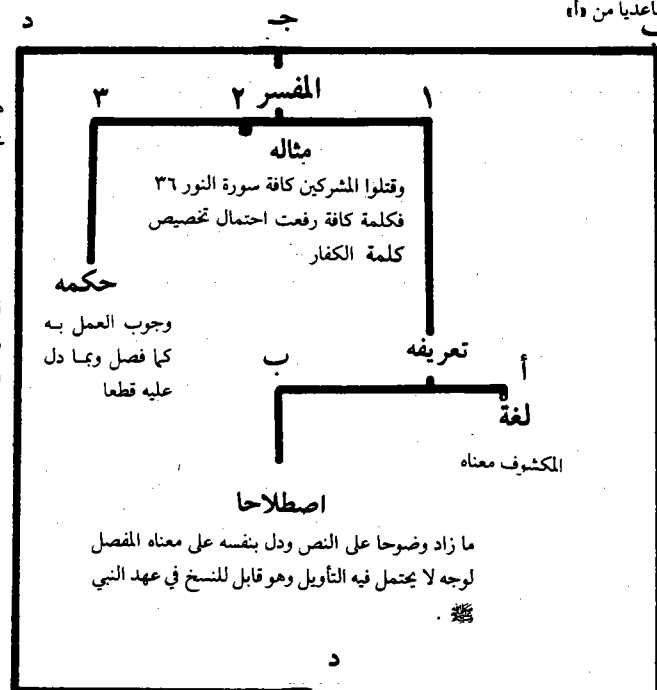 اعديا من «أ»
جـ
د
المفسر
١
٢
٣
مثاله
وقتلوا المشركين كافة سورة النور ٣٦
فكلمة كافة رفعت احتمال تخصيص
كلمة الكفار
حكمه
وجوب العمل به
كما فصل وبما دل
عليه قطعا
تعريفه
أ
لغة
المكشوف معناه
ب
اصطلاحا
ما زاد وضوحا على النص ودل بنفسه على معناه المفصل
لوجه لا يحتمل فيه التأويل وهو قابل للنسخ في عهد النبي
ﷺ .
د